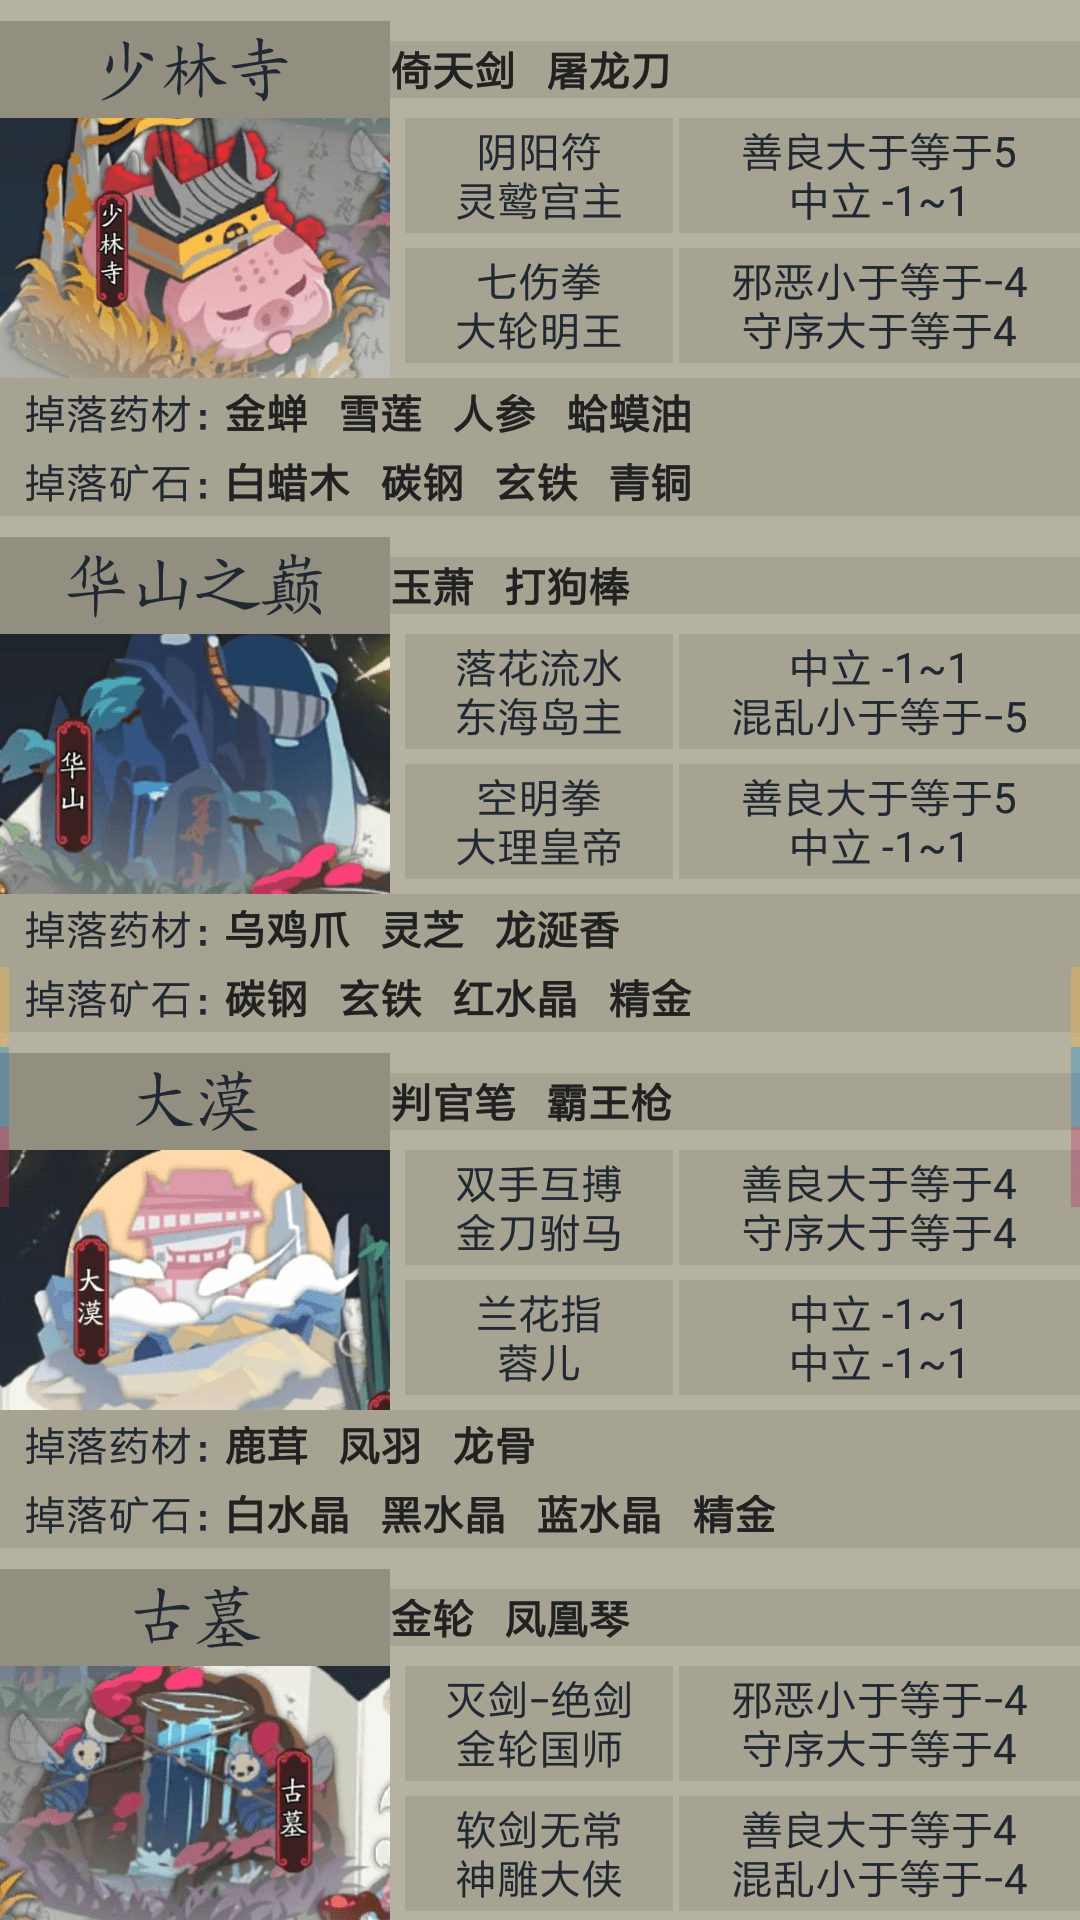 少林寺
倚天剑 屠龙刀
少林寺
阴阳符 善良大于等于5
灵鹫宫主 中立 -1~1
七伤拳 邪恶小于等于-4
大轮明王 守序大于等于4
掉落药材: 金蝉 雪莲 人参 蛤蟆油
掉落矿石: 白蜡木 碳钢 玄铁 青铜
华山之巅
玉萧 打狗棒
华山
落花流水 中立 -1~1
东海岛主 混乱小于等于-5
空明拳 善良大于等于5
大理皇帝 中立 -1~1
掉落药材: 乌鸡爪 灵芝 龙涎香
掉落矿石: 碳钢 玄铁 红水晶 精金
大漠
判官笔 霸王枪
大漠
双手互搏 善良大于等于4
金刀驸马 守序大于等于4
兰花指 中立 -1~1
蓉儿 中立 -1~1
掉落药材: 鹿茸 凤羽 龙骨
掉落矿石: 白水晶 黑水晶 蓝水晶 精金
古墓
金轮 凤凰琴
古墓
灭剑-绝剑 邪恶小于等于-4
金轮国师 守序大于等于4
软剑无常 善良大于等于4
神雕大侠 混乱小于等于-4